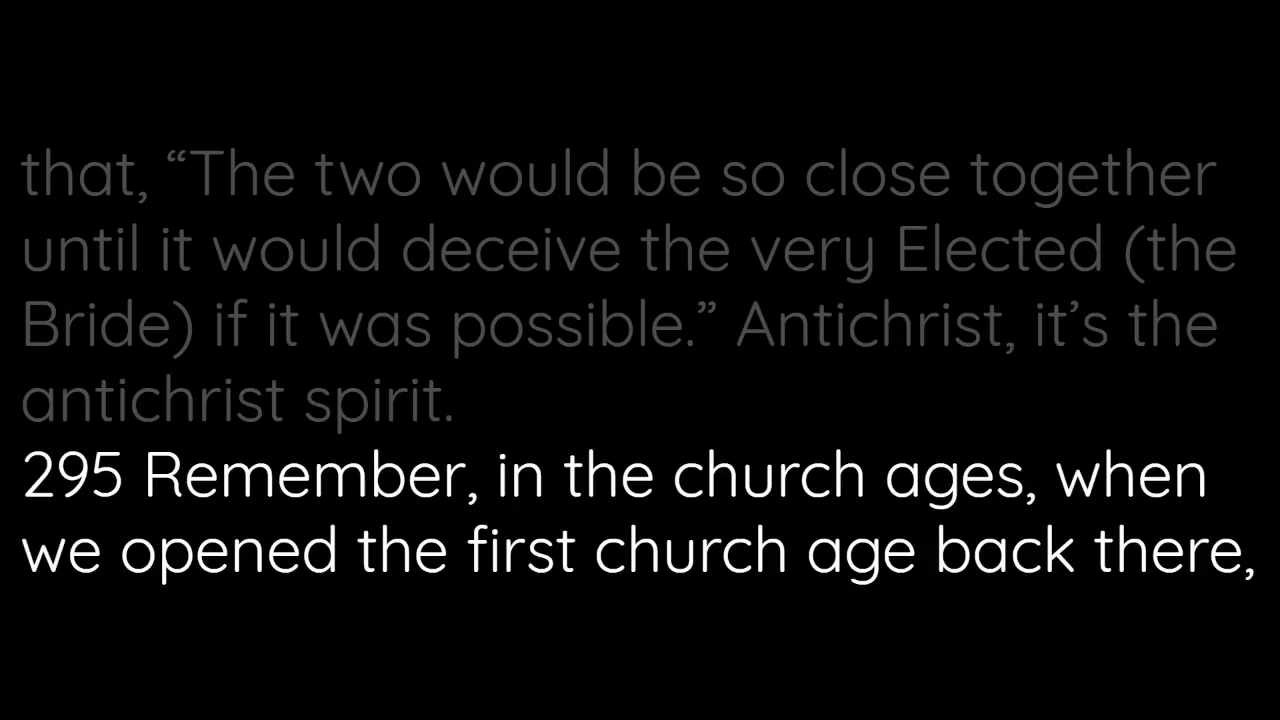 that, “The two would be so close together
until it would deceive the very Elected (the
Bride) if it was possible.” Antichrist, it’s the
antichrist spirit.
295 Remember, in the church ages, when
we opened the first church age back there,